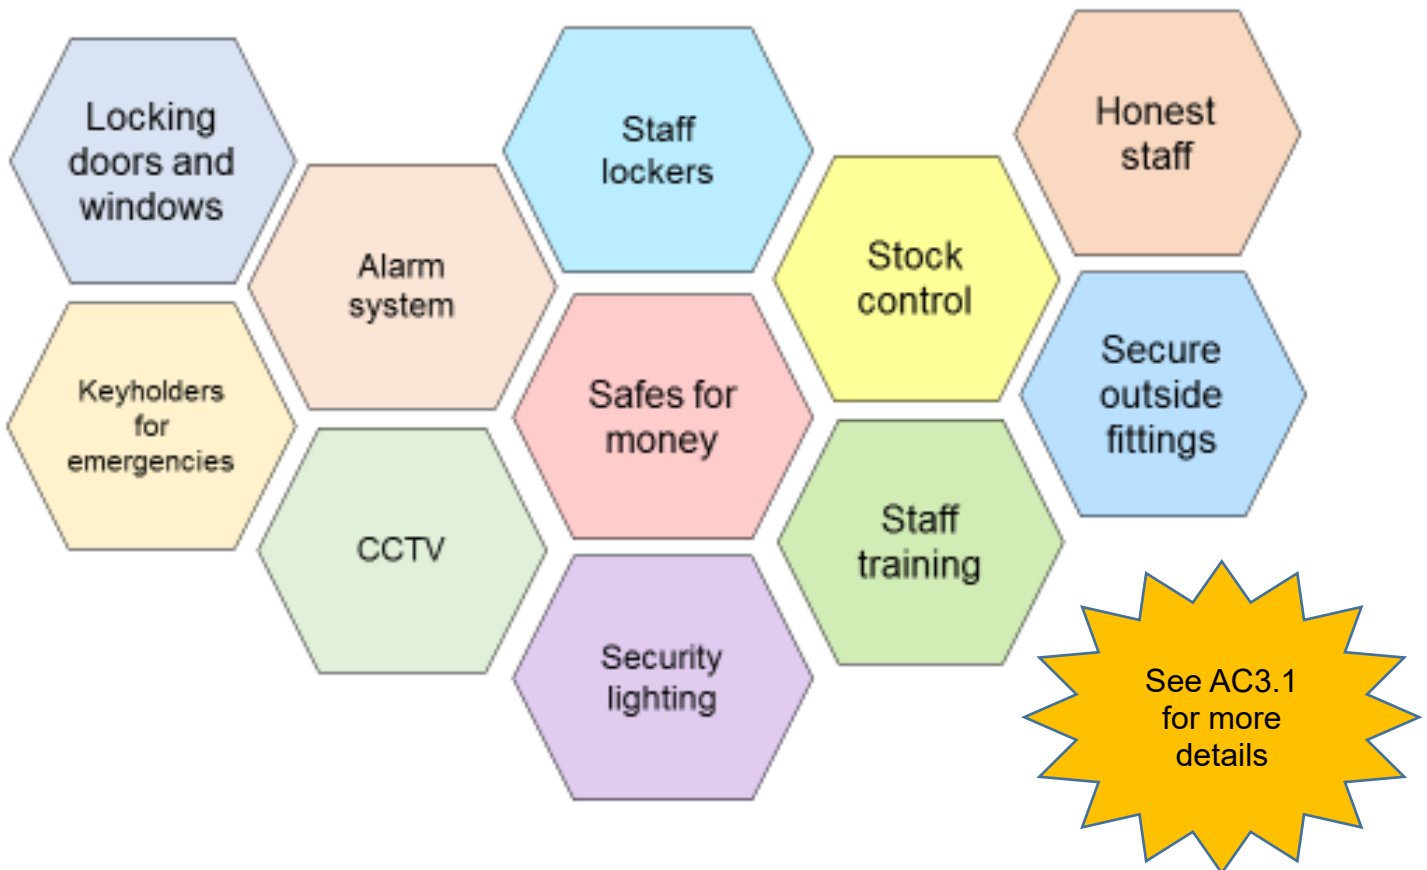 Locking
doors and
windows
Alarm
system
Staff
lockers
Stock
control
Honest
staff
Keyholders
for
emergencies
CCTV
Safes for
money
Security
lighting
Staff
training
Secure
outside
fittings
See AC3.1
for more
details